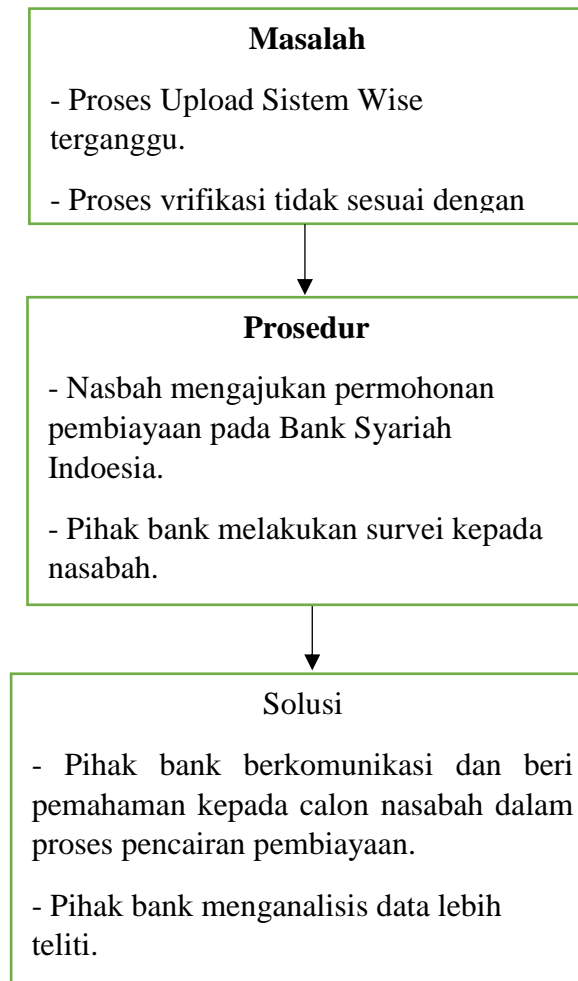 Masalah
- Proses Upload Sistem Wise
terganggu.
- Proses vrifikasi tidak sesuai dengan
Prosedur
- Nasbah mengajukan permohonan
pembiayaan pada Bank Syariah
Indoesia.
- Pihak bank melakukan survei kepada
nasabah.
Solusi
- Pihak bank berkomunikasi dan beri
pemahaman kepada calon nasabah dalam
proses pencairan pembiayaan.
- Pihak bank menganalisis data lebih
teliti.